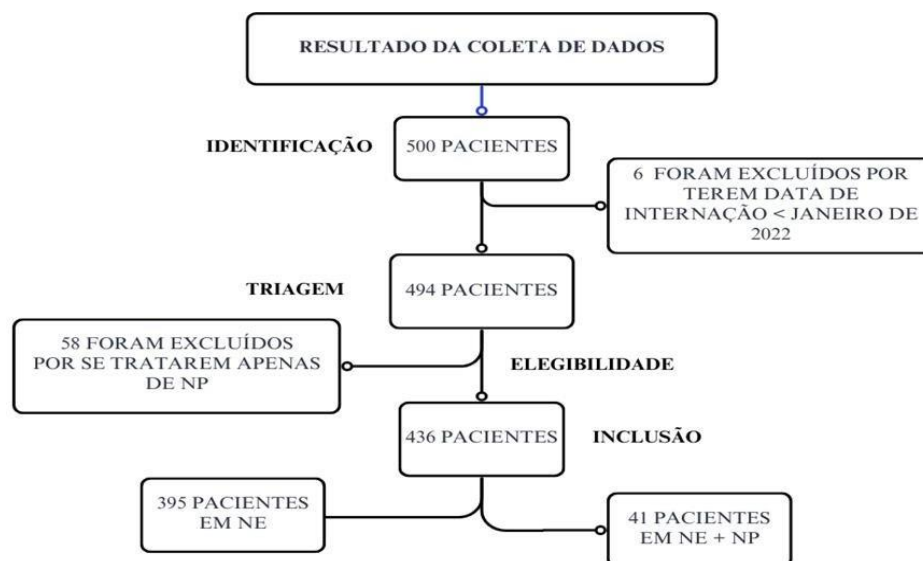 RESULTADO DA COLETA DE DADOS
IDENTIFICAÇÃO
500 PACIENTES
6 FORAM EXCLUÍDOS POR
TEREM DATA DE
INTERNAÇÃO < JANEIRO DE
2022
TRIAGEM
494 PACIENTES
58 FORAM EXCLUÍDOS
POR SE TRATAREM APENAS
DE NP
ELEGIBILIDADE
436 PACIENTES
INCLUSÃO
395 PACIENTES
EM NE
41 PACIENTES
EM NE + NP